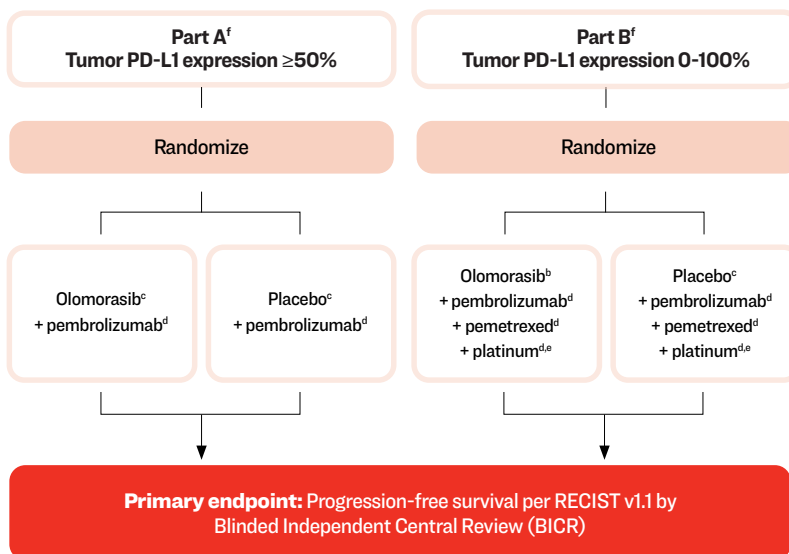 Part Aᶠ
Tumor PD-L1 expression ≥50%
Part Bᶠ
Tumor PD-L1 expression 0-100%
Randomize
Randomize
Olomorasibᶜ
+ pembrolizumabᵈ
Placeboᶜ
+ pembrolizumabᵈ
Olomorasibᵇ
+ pembrolizumabᵈ
+ pemetrexedᵈ
+ platinumᵈ,ᵉ
Placeboᶜ
+ pembrolizumabᵈ
+ pemetrexedᵈ
+ platinumᵈ,ᵉ
Primary endpoint: Progression-free survival per RECIST v1.1 by
Blinded Independent Central Review (BICR)